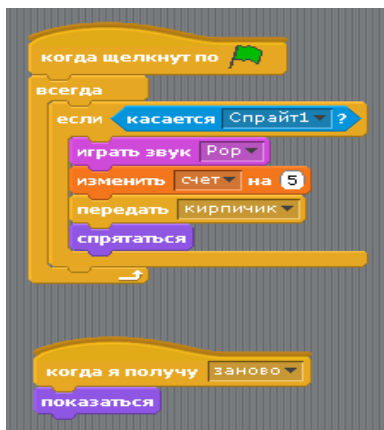 когда щелкнут по
всегда
если касается Спрайт1 ?
играть звук Pop
изменить счет на 5
передать кирпичик
спрятаться
когда я получу заново
показаться